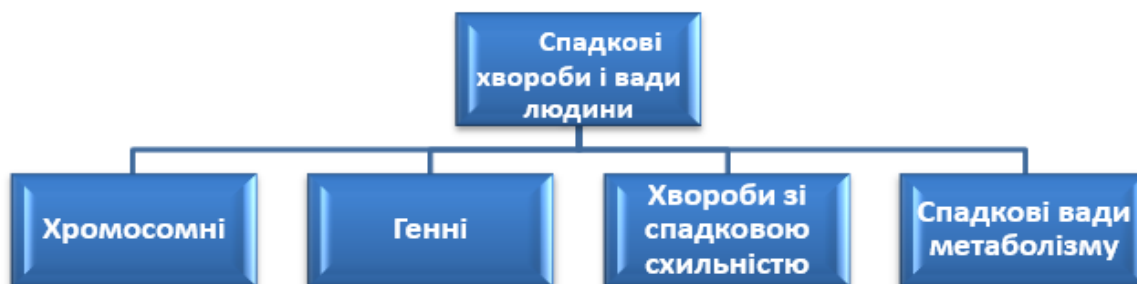 Спадкові
хвороби і вади
людини
Хромосомні
Генні
Хвороби зі
спадковою
схильністю
Спадкові вади
метаболізму